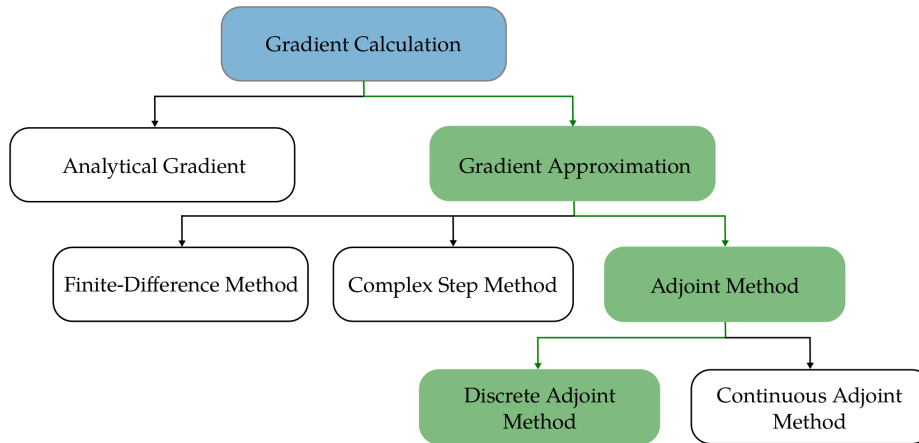 Gradient Calculation
Analytical Gradient
Gradient Approximation
Finite-Difference Method
Complex Step Method
Adjoint Method
Discrete Adjoint
Method
Continuous Adjoint
Method